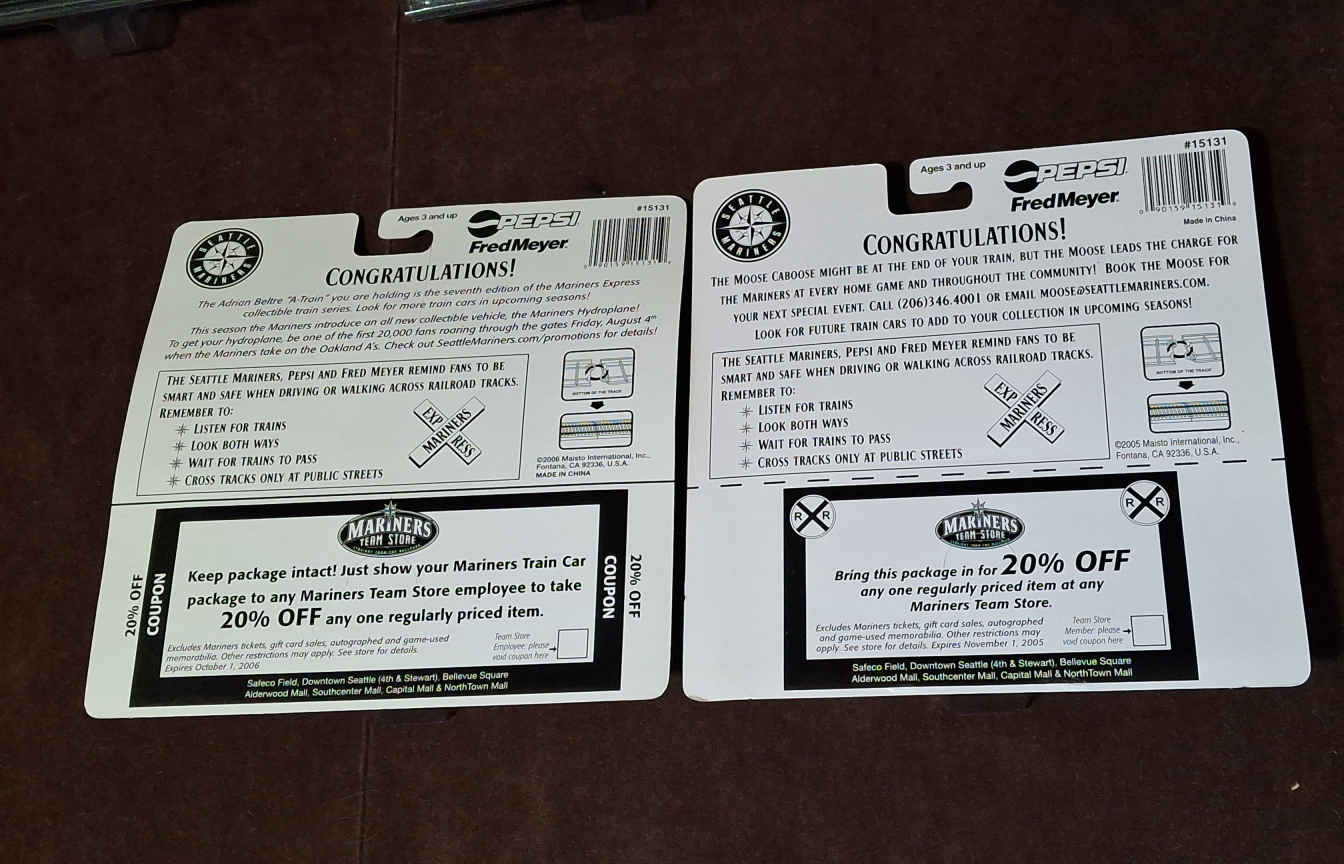 SEATTLE MARINERS
Ages 3 and up
PEPSI
Fred Meyer
#15131
0 90159 15131
CONGRATULATIONS!
The Adrian Beltre "A-Train" you are holding is the seventh edition of the Mariners Express
collectible train series. Look for more train cars in upcoming seasons!
This season the Mariners introduce an all new collectible vehicle, the Mariners Hydroplane!
To get your hydroplane, be one of the first 20,000 fans roaring through the gates Friday, August 4th
when the Mariners take on the Oakland A's. Check out SeattleMariners.com/promotions for details!
THE SEATTLE MARINERS, PEPSI AND FRED MEYER REMIND FANS TO BE
SMART AND SAFE WHEN DRIVING OR WALKING ACROSS RAILROAD TRACKS.
REMEMBER TO:
LISTEN FOR TRAINS
LOOK BOTH WAYS
WAIT FOR TRAINS TO PASS
CROSS TRACKS ONLY AT PUBLIC STREETS
MARINERS
EXP RESS
BOTTOM OF THE TRACK
©2006 Maisto International, Inc.,
Fontana, CA 92336, U.S.A.
MADE IN CHINA
20% OFF
COUPON
MARINERS
TEAM STORE
Keep package intact! Just show your Mariners Train Car
package to any Mariners Team Store employee to take
20% OFF any one regularly priced item.
Excludes Mariners tickets, gift card sales, autographed and game-used
memorabilia. Other restrictions may apply. See store for details.
Expires October 1, 2006
Team Store
Employee: please
void coupon here
COUPON
20% OFF
Safeco Field, Downtown Seattle (4th & Stewart), Bellevue Square
Alderwood Mall, Southcenter Mall, Capital Mall & NorthTown Mall
SEATTLE MARINERS
Ages 3 and up
PEPSI
Fred Meyer
#15131
0 90159 15131 6
Made in China
CONGRATULATIONS!
THE MOOSE CABOOSE MIGHT BE AT THE END OF YOUR TRAIN, BUT THE MOOSE LEADS THE CHARGE FOR
THE MARINERS AT EVERY HOME GAME AND THROUGHOUT THE COMMUNITY! BOOK THE MOOSE FOR
YOUR NEXT SPECIAL EVENT. CALL (206)346.4001 OR EMAIL MOOSE@SEATTLEMARINERS.COM.
LOOK FOR FUTURE TRAIN CARS TO ADD TO YOUR COLLECTION IN UPCOMING SEASONS!
THE SEATTLE MARINERS, PEPSI AND FRED MEYER REMIND FANS TO BE
SMART AND SAFE WHEN DRIVING OR WALKING ACROSS RAILROAD TRACKS.
REMEMBER TO:
LISTEN FOR TRAINS
LOOK BOTH WAYS
WAIT FOR TRAINS TO PASS
CROSS TRACKS ONLY AT PUBLIC STREETS
MARINERS
EXP RESS
BOTTOM OF THE TRACK
©2005 Maisto International, Inc.,
Fontana, CA 92336, U.S.A.
R R
MARINERS
TEAM STORE
R R
Bring this package in for 20% OFF
any one regularly priced item at any
Mariners Team Store.
Excludes Mariners tickets, gift card sales, autographed
and game-used memorabilia. Other restrictions may
apply. See store for details. Expires November 1, 2005
Team Store
Member: please
void coupon here
Safeco Field, Downtown Seattle (4th & Stewart), Bellevue Square
Alderwood Mall, Southcenter Mall, Capital Mall & NorthTown Mall